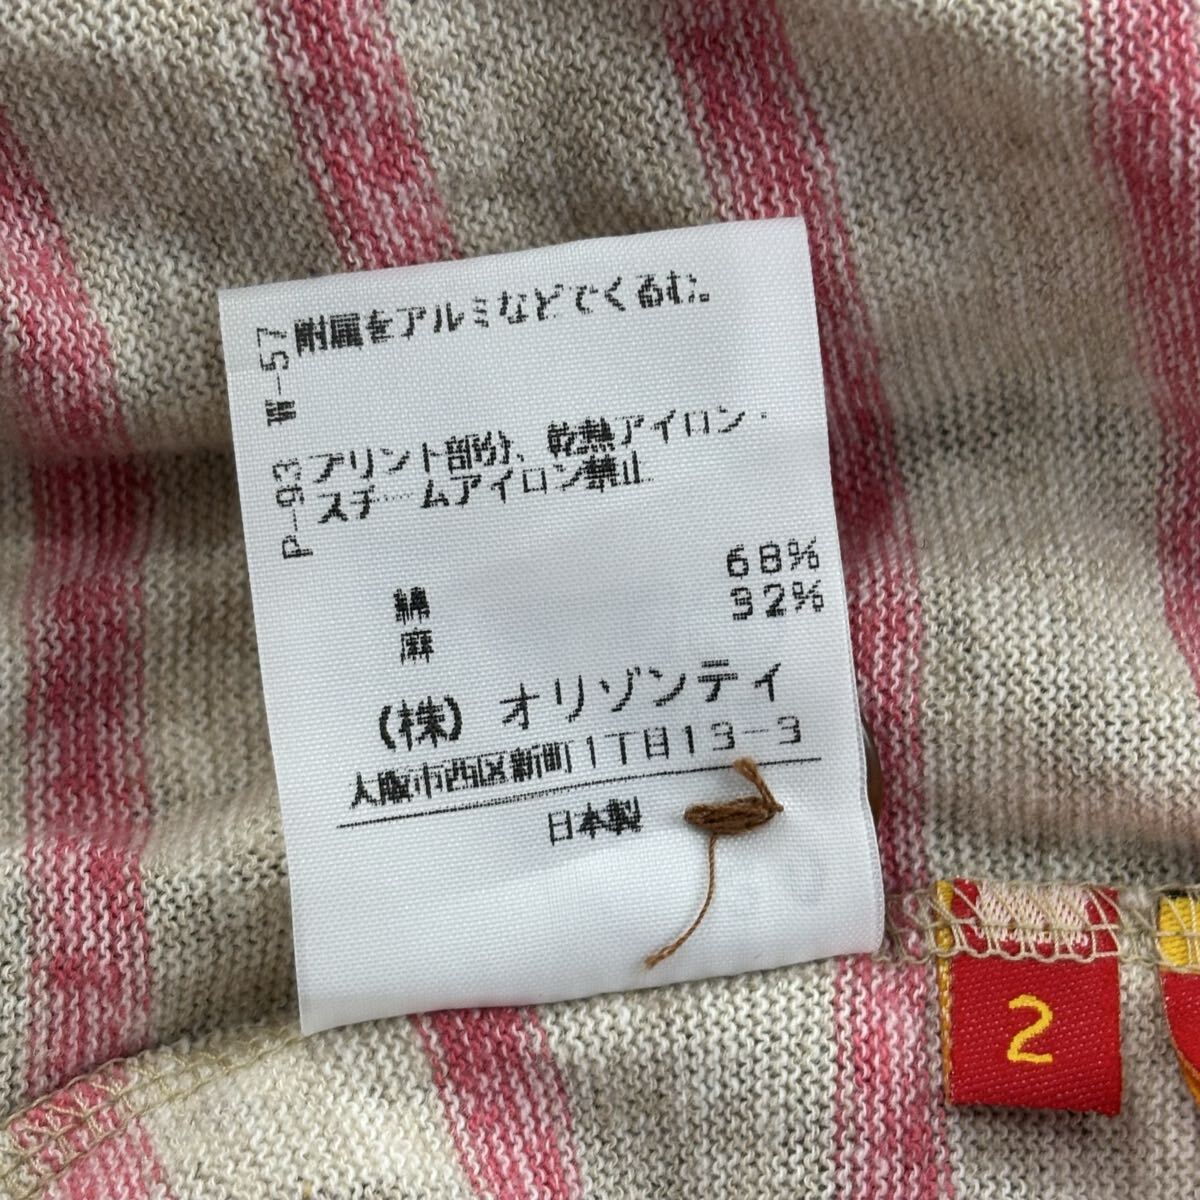 W-57 附属をアルミなどでくるむ。
P-93 プリント部分、乾熱アイロン・
スチームアイロン禁止
綿 68%
麻 32%
(株) オリゾンティ
大阪市西区新町1丁目13-3
日本製
2